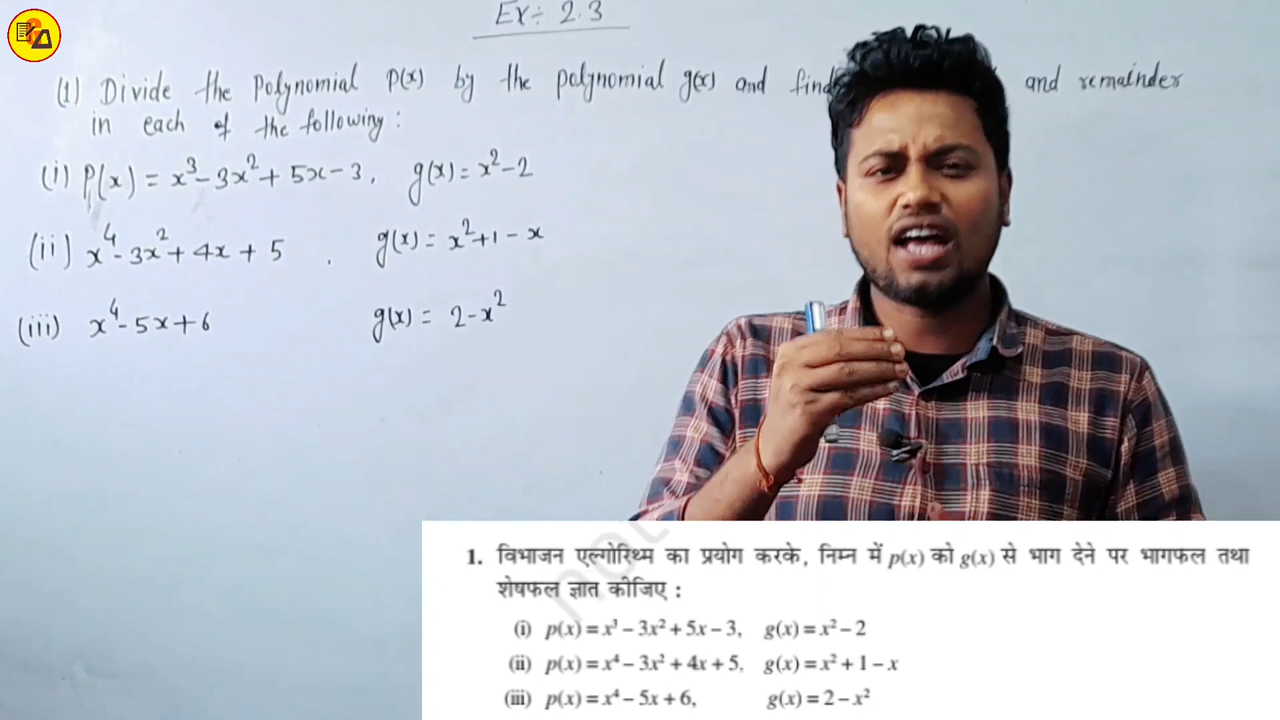 Ex÷ 2.3
(1) Divide the Polynomial P(x) by the polynomial g(x) and find and remainder
in each of the following:
(i) P(x) = x³-3x²+5x-3, g(x) = x²-2
(ii) x⁴-3x²+4x+5, g(x) = x²+1-x
(iii) x⁴-5x+6 g(x) = 2-x²
1. विभाजन एल्गोरिथ्म का प्रयोग करके, निम्न में p(x) को g(x) से भाग देने पर भागफल तथा
शेषफल ज्ञात कीजिए :
(i) p(x) = x³ – 3x² + 5x – 3, g(x) = x² – 2
(ii) p(x) = x⁴ – 3x² + 4x + 5, g(x) = x² + 1 – x
(iii) p(x) = x⁴ – 5x + 6, g(x) = 2 – x²